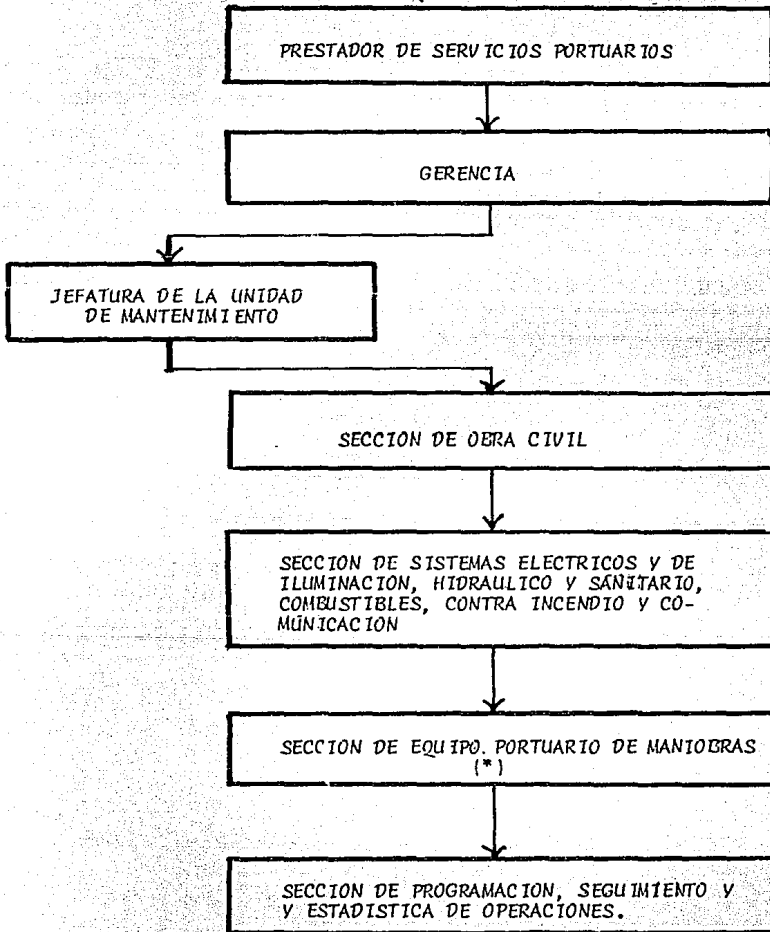 PRESTADOR DE SERVICIOS PORTUARIOS
GERENCIA
JEFATURA DE LA UNIDAD
DE MANTENIMIENTO
SECCION DE OBRA CIVIL
SECCION DE SISTEMAS ELECTRICOS Y DE
ILUMINACION, HIDRAULICO Y SANITARIO,
COMBUSTIBLES, CONTRA INCENDIO Y CO-
MUNICACION
SECCION DE EQUIPO. PORTUARIO DE MANIOBRAS
(*)
SECCION DE PROGRAMACION, SEGUIMIENTO Y
Y ESTADISTICA DE OPERACIONES.